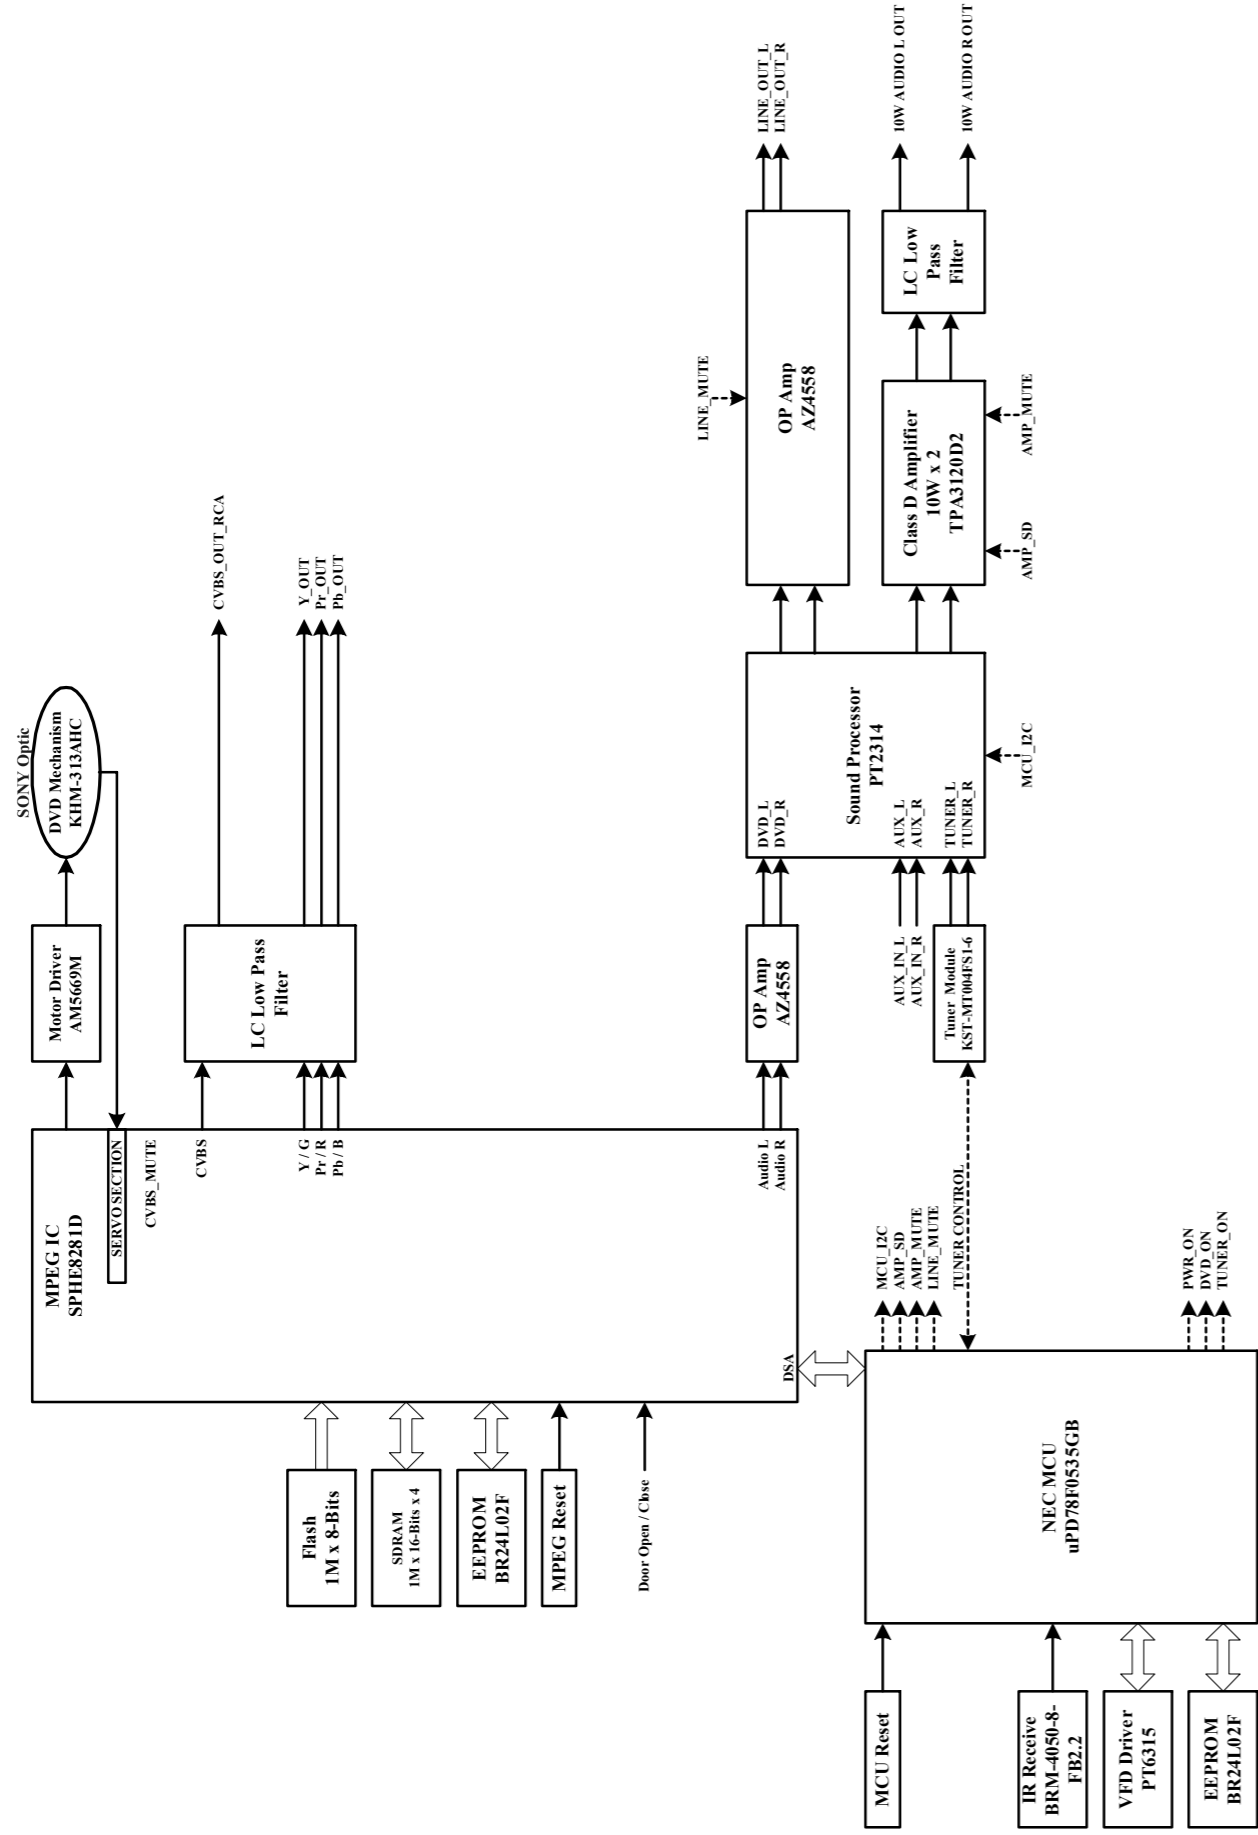 SONY Optic
DVD Mechanism
KHM-313AHC
Motor Driver
AM5669M
MPEG IC
SPHE8281D
SERVO SECTION
CVBS_MUTE
CVBS
Y / G
Pr / R
Pb / B
Audio L
Audio R
DSA
LC Low Pass
Filter
CVBS_OUT_RCA
Y_OUT
Pr_OUT
Pb_OUT
Flash
1M x 8-Bits
SDRAM
1M x 16-Bits x 4
EEPROM
BR24L02F
MPEG Reset
Door Open / Cbse
OP Amp
AZ4558
DVD_L
DVD_R
AUX_L
AUX_R
TUNER_L
TUNER_R
Sound Processor
PT2314
MCU_I2C
AUX_IN_L
AUX_IN_R
Tuner Module
KST-MT004FS1-6
LINE_MUTE
OP Amp
AZ4558
LINE_OUT_L
LINE_OUT_R
Class D Amplifier
10W x 2
TPA3120D2
AMP_SD
AMP_MUTE
LC Low
Pass
Filter
10W AUDIO L OUT
10W AUDIO R OUT
MCU_I2C
AMP_SD
AMP_MUTE
LINE_MUTE
TUNER CONTROL
PWR_ON
DVD_ON
TUNER_ON
NEC MCU
uPD78F0535GB
MCU Reset
IR Receive
BRM-4050-8-
FB2.2
VFD Driver
PT6315
EEPROM
BR24L02F